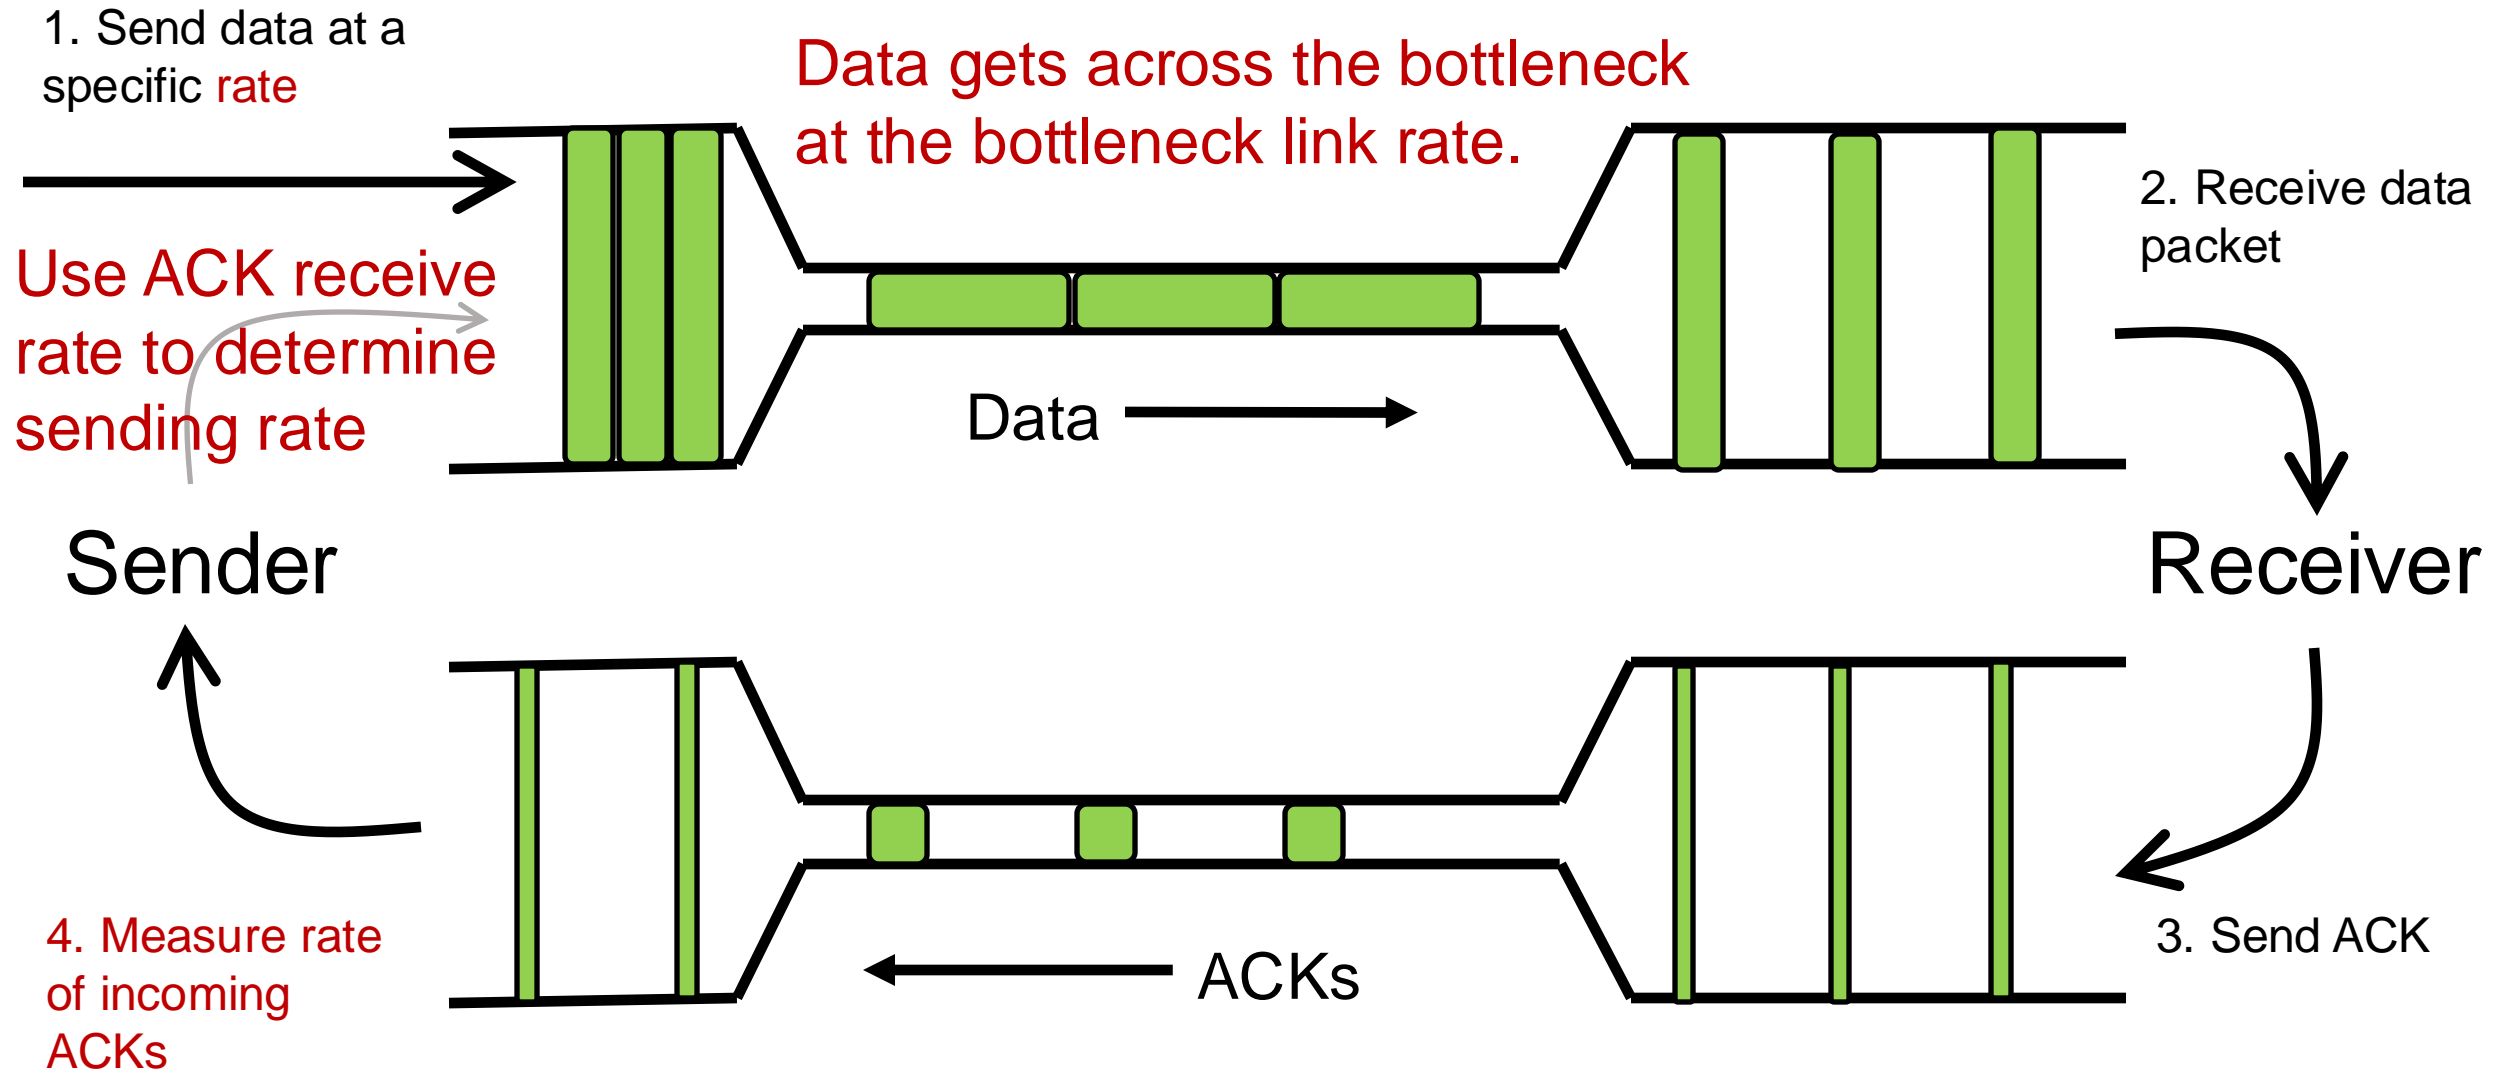 1. Send data at a
specific rate
Data gets across the bottleneck
at the bottleneck link rate.
2. Receive data
packet
Use ACK receive
rate to determine
sending rate
Data
Sender
Receiver
4. Measure rate
of incoming
ACKs
ACKs
3. Send ACK